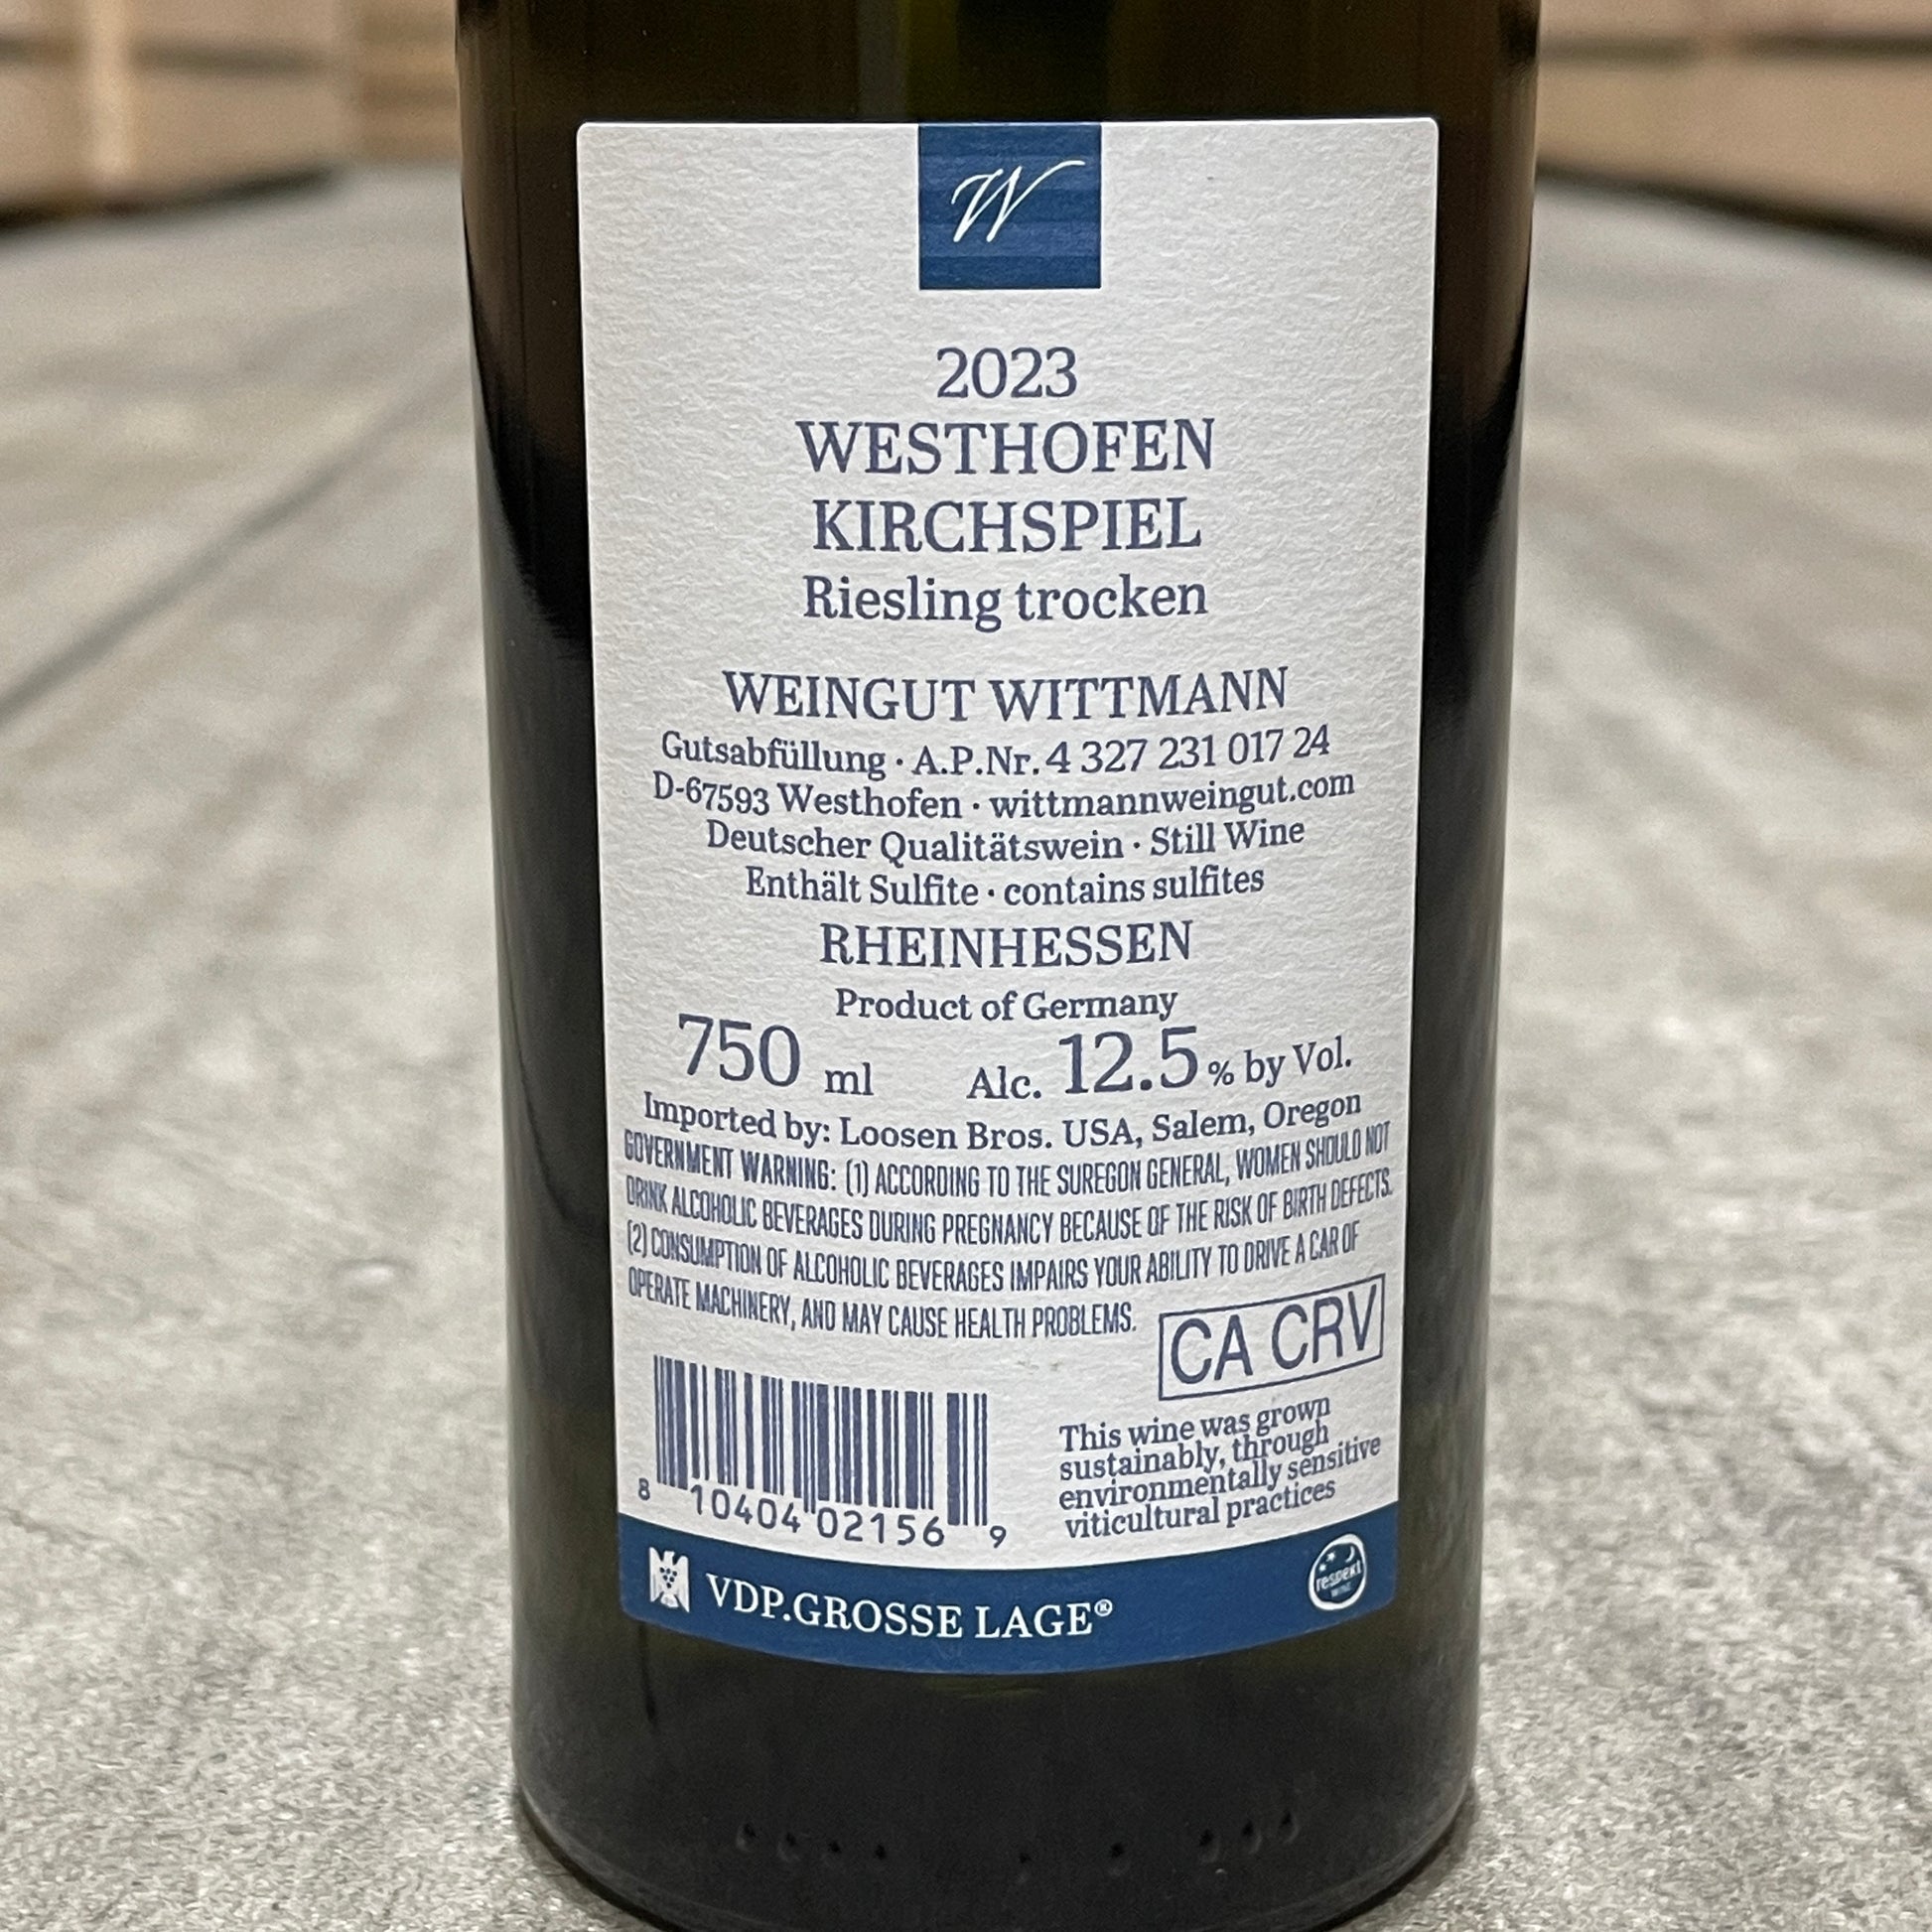 W
2023
WESTHOFEN
KIRCHSPIEL
Riesling trocken
WEINGUT WITTMANN
Gutsabfüllung · A.P.Nr. 4 327 231 017 24
D-67593 Westhofen · wittmannweingut.com
Deutscher Qualitätswein · Still Wine
Enthält Sulfite · contains sulfites
RHEINHESSEN
Product of Germany
750 ml Alc. 12.5 % by Vol.
Imported by: Loosen Bros. USA, Salem, Oregon
GOVERNMENT WARNING: (1) ACCORDING TO THE SUREGON GENERAL, WOMEN SHOULD NOT
DRINK ALCOHOLIC BEVERAGES DURING PREGNANCY BECAUSE OF THE RISK OF BIRTH DEFECTS.
(2) CONSUMPTION OF ALCOHOLIC BEVERAGES IMPAIRS YOUR ABILITY TO DRIVE A CAR OF
OPERATE MACHINERY, AND MAY CAUSE HEALTH PROBLEMS.
CA CRV
This wine was grown
sustainably, through
environmentally sensitive
viticultural practices
8 10404 02156 9
VDP.GROSSE LAGE®
respekt
WINE